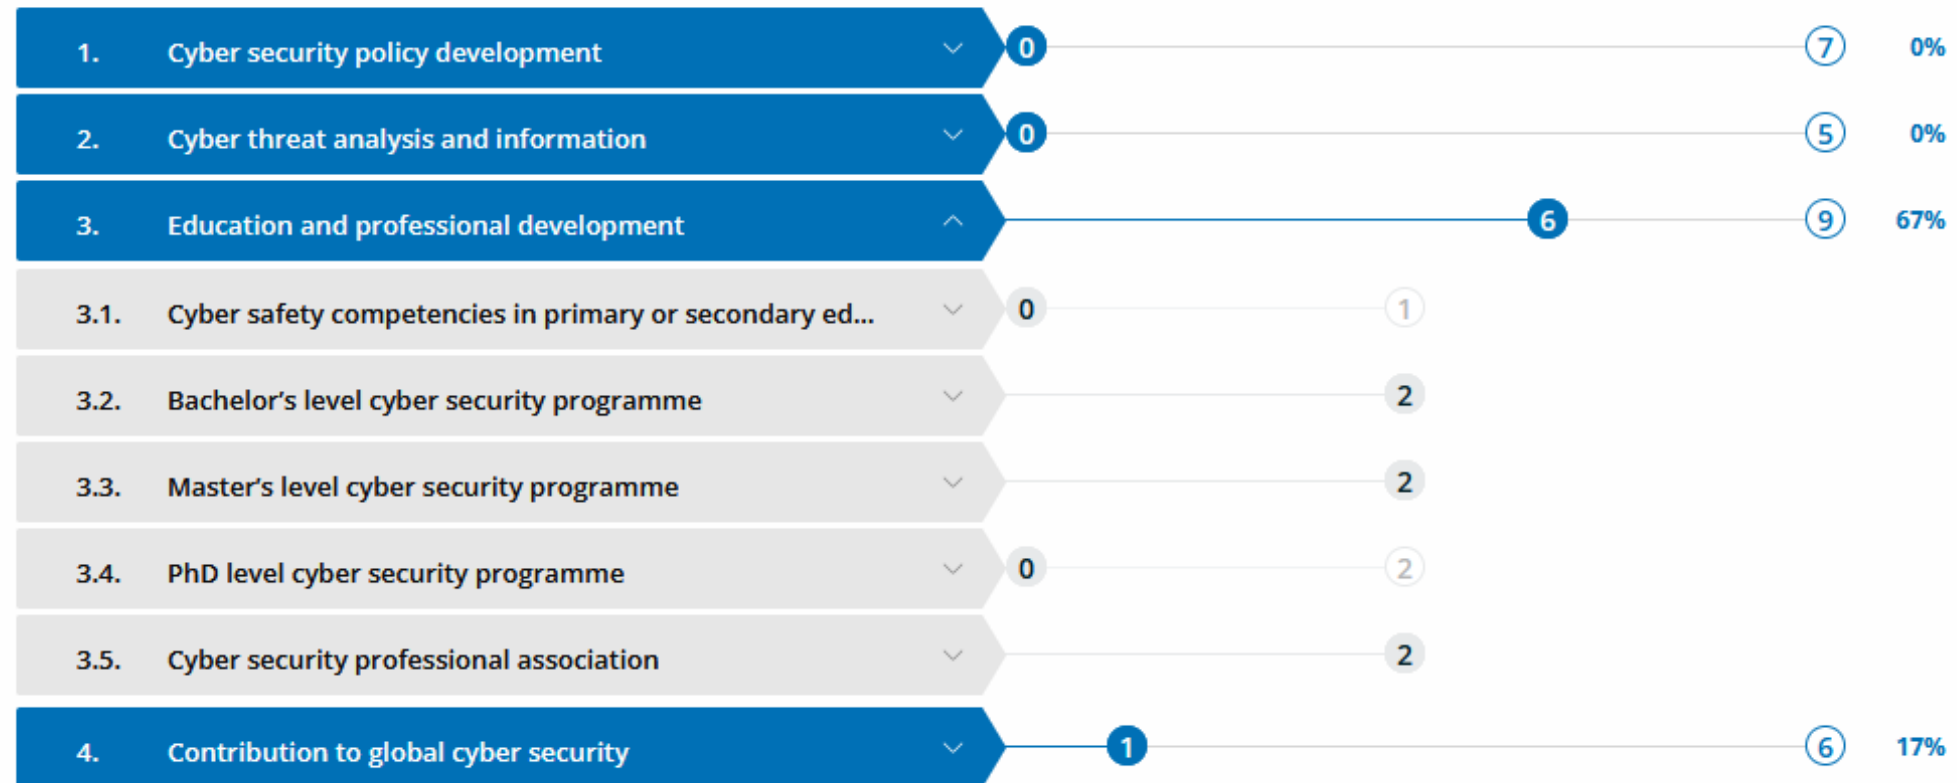 1. Cyber security policy development 0 7 0%
2. Cyber threat analysis and information 0 5 0%
3. Education and professional development 6 9 67%
3.1. Cyber safety competencies in primary or secondary ed... 0 1
3.2. Bachelor’s level cyber security programme 2
3.3. Master’s level cyber security programme 2
3.4. PhD level cyber security programme 0 2
3.5. Cyber security professional association 2
4. Contribution to global cyber security 1 6 17%